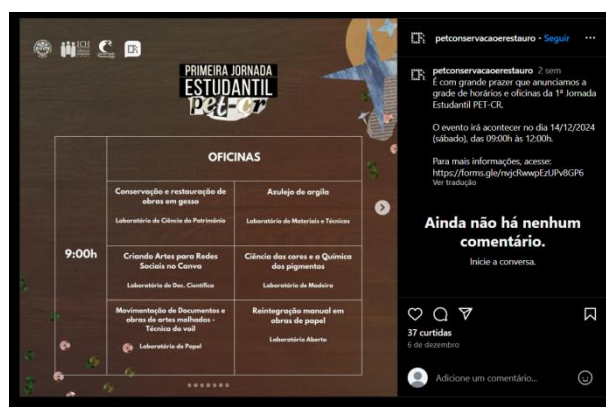 ICH
PRIMEIRA JORNADA
ESTUDANTIL
PET-CR
OFICINAS
9:00h
Conservação e restauração de
obras em gesso
Laboratório de Ciência do Patrimônio
Azulejo de argila
Laboratório de Materiais e Técnicas
Criando Artes para Redes
Sociais no Canva
Laboratório de Doc. Científica
Ciência das cores e a Química
dos pigmentos
Laboratório de Madeira
Movimentação de Documentos e
obras de artes molhados -
Técnica do voil
Laboratório de Papel
Reintegração manual em
obras de papel
Laboratório Aberto
petconservacaoerestauro • Seguir
petconservacaoerestauro 2 sem
É com grande prazer que anunciamos a
grade de horários e oficinas da 1ª Jornada
Estudantil PET-CR.
O evento irá acontecer no dia 14/12/2024
(sábado), das 09:00h às 12:00h.
Para mais informações, acesse:
https://forms.gle/nvjcRwwpEzUPv8GP6
Ver tradução
Ainda não há nenhum
comentário.
Inicie a conversa.
37 curtidas
6 de dezembro
Adicione um comentário...